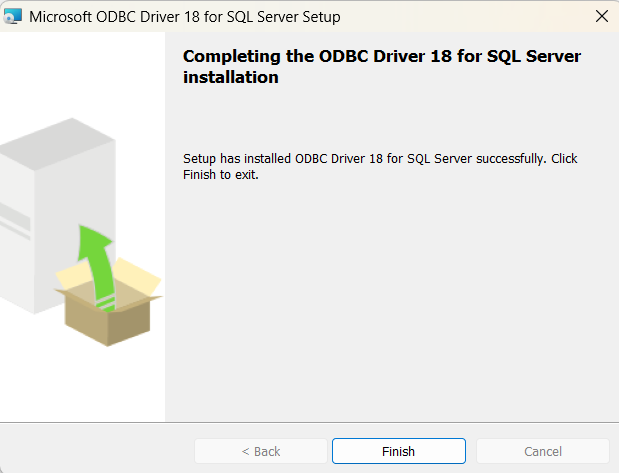 Microsoft ODBC Driver 18 for SQL Server Setup
Completing the ODBC Driver 18 for SQL Server
installation
Setup has installed ODBC Driver 18 for SQL Server successfully. Click
Finish to exit.
< Back
Finish
Cancel